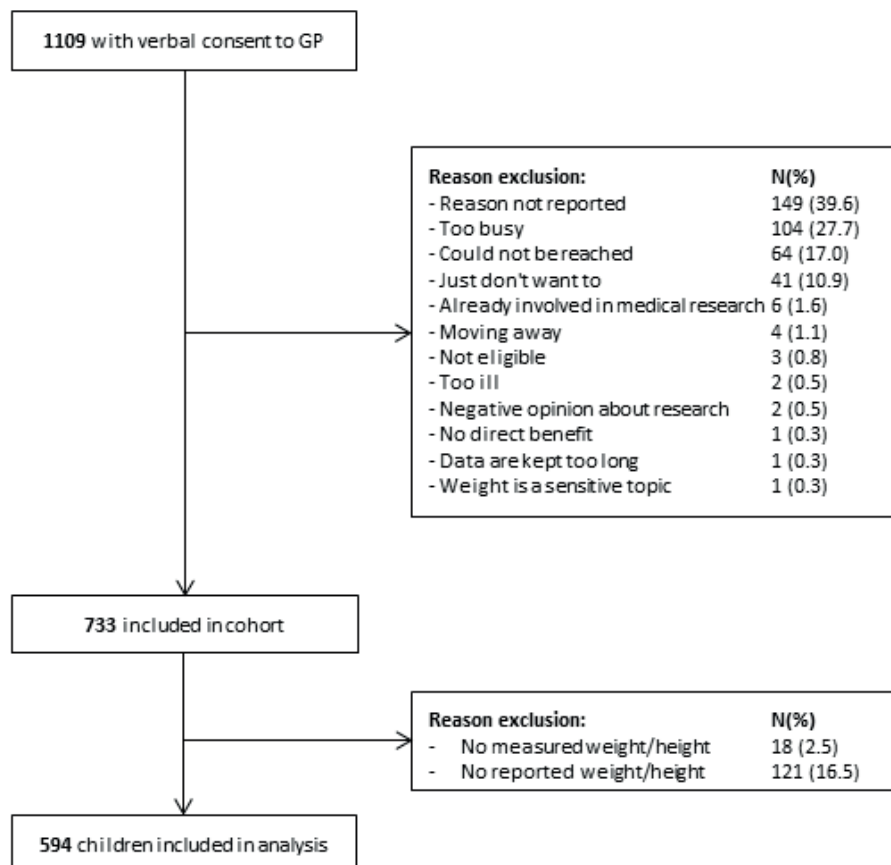 1109 with verbal consent to GP
Reason exclusion: N(%)
- Reason not reported 149 (39.6)
- Too busy 104 (27.7)
- Could not be reached 64 (17.0)
- Just don't want to 41 (10.9)
- Already involved in medical research 6 (1.6)
- Moving away 4 (1.1)
- Not eligible 3 (0.8)
- Too ill 2 (0.5)
- Negative opinion about research 2 (0.5)
- No direct benefit 1 (0.3)
- Data are kept too long 1 (0.3)
- Weight is a sensitive topic 1 (0.3)
733 included in cohort
Reason exclusion: N(%)
- No measured weight/height 18 (2.5)
- No reported weight/height 121 (16.5)
594 children included in analysis